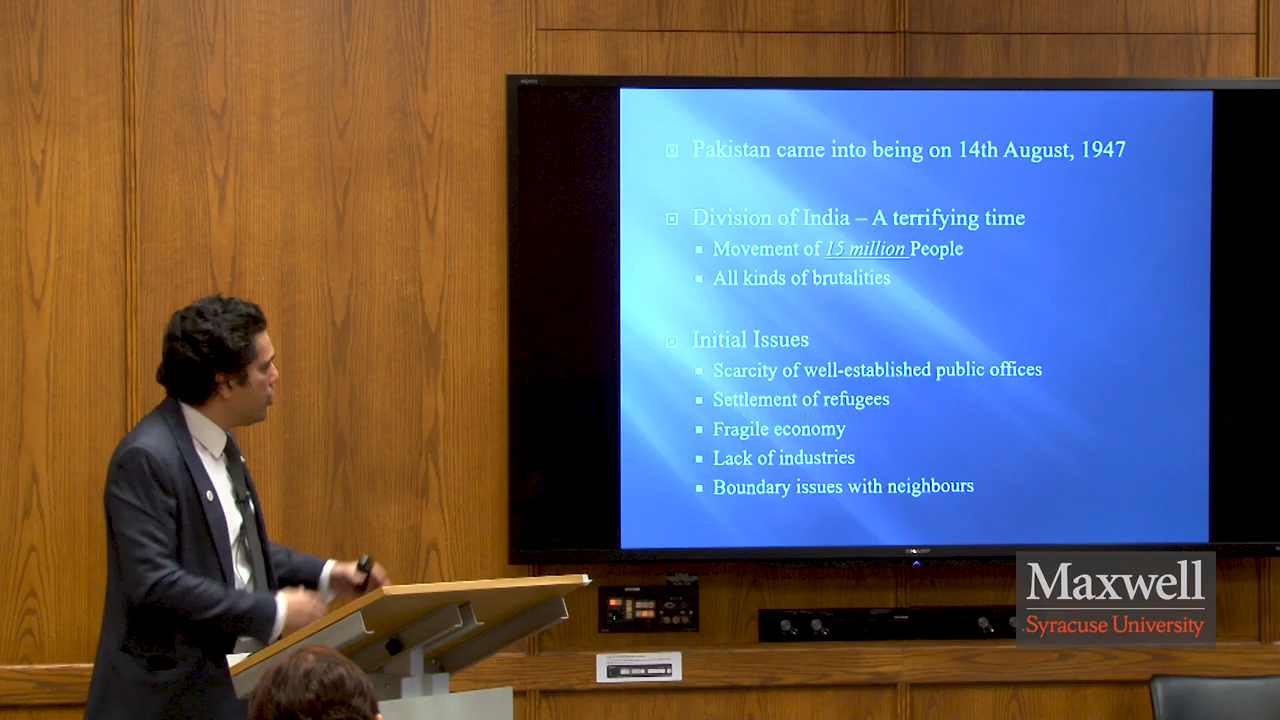 Pakistan came into being on 14th August, 1947
Division of India – A terrifying time
Movement of 15 million People
All kinds of brutalities
Initial Issues
Scarcity of well-established public offices
Settlement of refugees
Fragile economy
Lack of industries
Boundary issues with neighbours
SHARP
Maxwell
Syracuse University